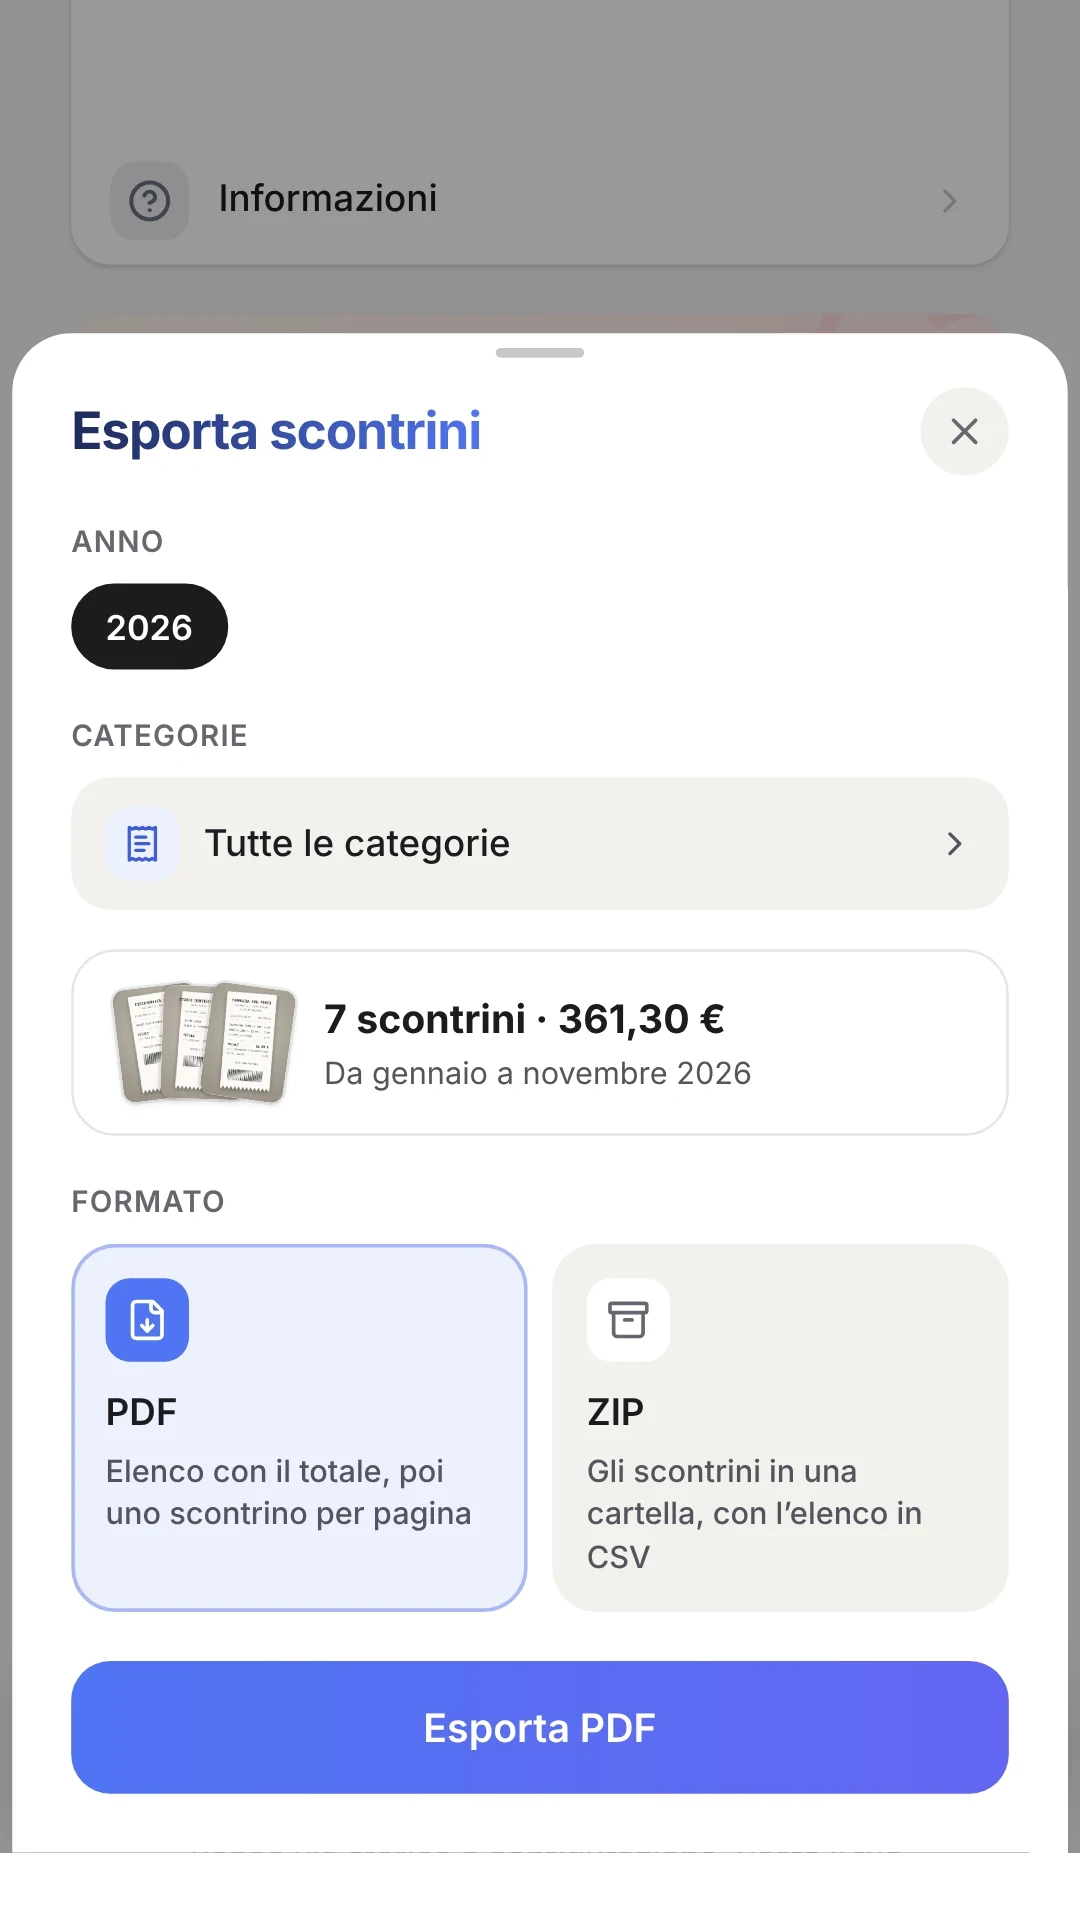 Informazioni
Esporta scontrini
ANNO
2026
CATEGORIE
Tutte le categorie
7 scontrini · 361,30 €
Da gennaio a novembre 2026
FORMATO
PDF
Elenco con il totale, poi
uno scontrino per pagina
ZIP
Gli scontrini in una
cartella, con l’elenco in
CSV
Esporta PDF